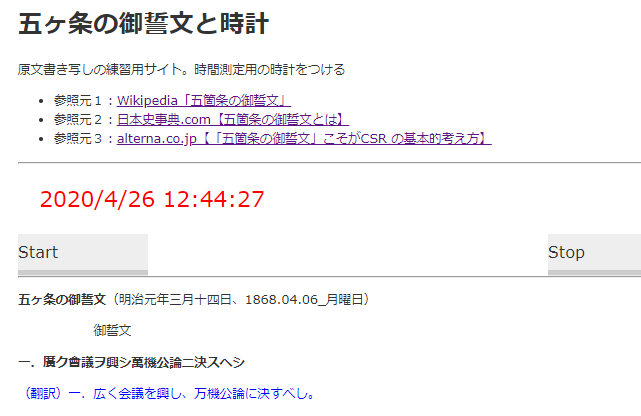 五ヶ条の御誓文と時計
原文書き写しの練習用サイト。時間測定用の時計をつける
参照元１：Wikipedia「五箇条の御誓文」
参照元２：日本史事典.com【五箇条の御誓文とは】
参照元３：alterna.co.jp【「五箇条の御誓文」こそがCSR の基本的考え方】
2020/4/26 12:44:27
Start
Stop
五ヶ条の御誓文（明治元年三月十四日、1868.04.06_月曜日）
御誓文
一．廣ク會議ヲ興シ萬機公論ニ決スヘシ
（翻訳）一．広く会議を興し、万機公論に決すべし。